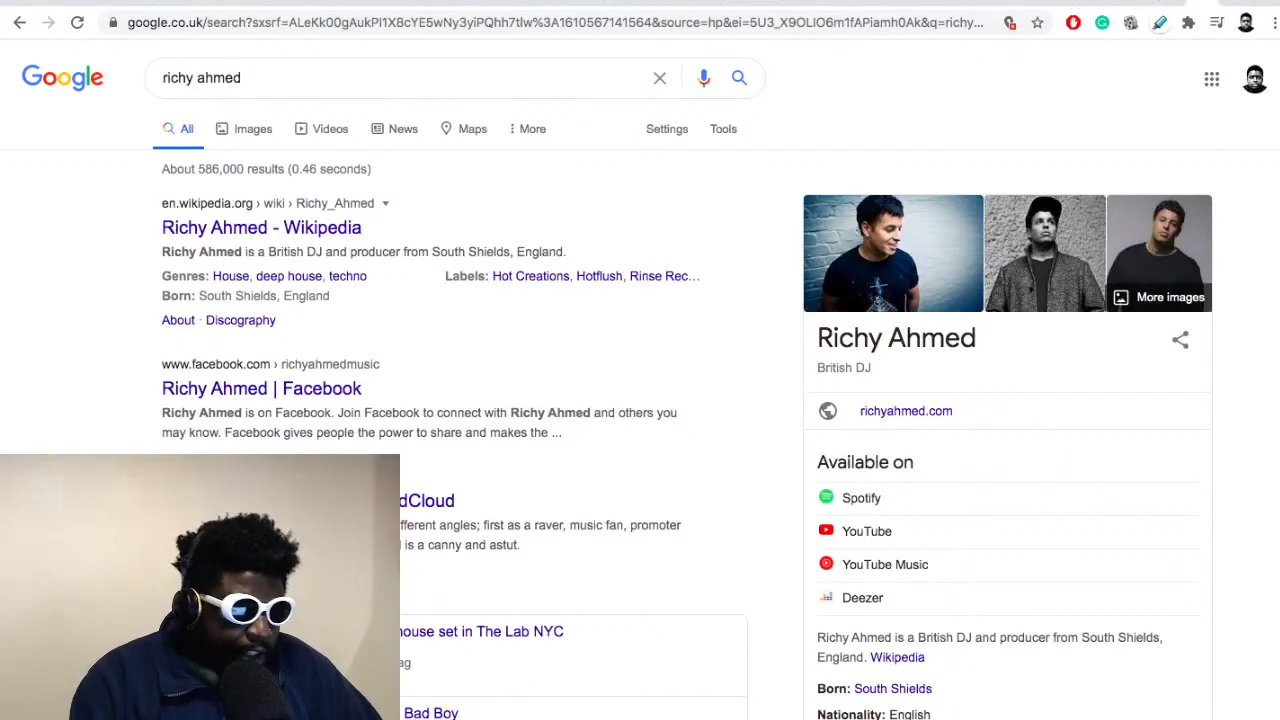 google.co.uk/search?sxsrf=ALeKk00gAukPI1X8cYE5wNy3yiPQhh7tIw%3A1610567141564&source=hp&ei=5U3_X9OLIO6m1fAPiamh0Ak&q=richy...
Google
richy ahmed
All
Images
Videos
News
Maps
More
Settings
Tools
About 586,000 results (0.46 seconds)
en.wikipedia.org › wiki › Richy_Ahmed
Richy Ahmed - Wikipedia
Richy Ahmed is a British DJ and producer from South Shields, England.
Genres: House, deep house, techno
Labels: Hot Creations, Hotflush, Rinse Rec...
Born: South Shields, England
About · Discography
www.facebook.com › richyahmedmusic
Richy Ahmed | Facebook
Richy Ahmed is on Facebook. Join Facebook to connect with Richy Ahmed and others you
may know. Facebook gives people the power to share and makes the ...
dCloud
fferent angles; first as a raver, music fan, promoter
l is a canny and astut.
house set in The Lab NYC
ag
Bad Boy
More images
Richy Ahmed
British DJ
richyahmed.com
Available on
Spotify
YouTube
YouTube Music
Deezer
Richy Ahmed is a British DJ and producer from South Shields,
England. Wikipedia
Born: South Shields
Nationality: English